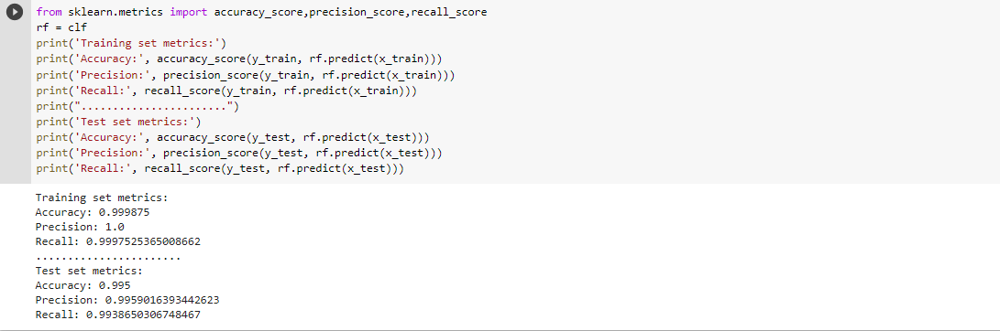 from sklearn.metrics import accuracy_score,precision_score,recall_score
rf = clf
print('Training set metrics:')
print('Accuracy:', accuracy_score(y_train, rf.predict(x_train)))
print('Precision:', precision_score(y_train, rf.predict(x_train)))
print('Recall:', recall_score(y_train, rf.predict(x_train)))
print(".......................")
print('Test set metrics:')
print('Accuracy:', accuracy_score(y_test, rf.predict(x_test)))
print('Precision:', precision_score(y_test, rf.predict(x_test)))
print('Recall:', recall_score(y_test, rf.predict(x_test)))
Training set metrics:
Accuracy: 0.999875
Precision: 1.0
Recall: 0.9997525365008662
.......................
Test set metrics:
Accuracy: 0.995
Precision: 0.9959016393442623
Recall: 0.9938650306748467